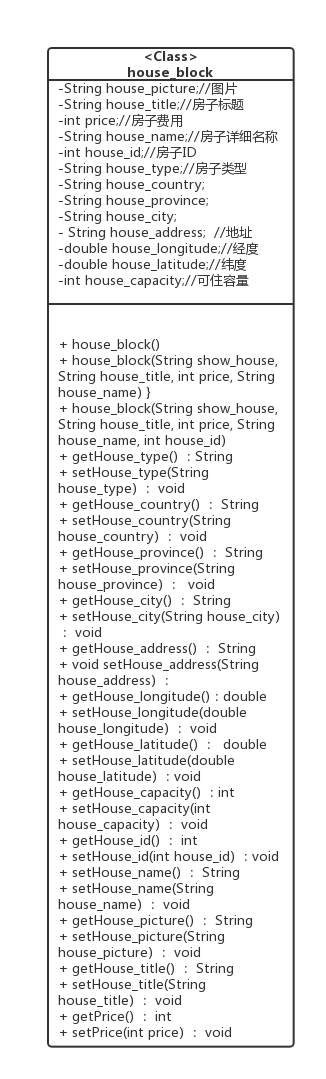 <Class>
house_block
-String house_picture;//图片
-String house_title;//房子标题
-int price;//房子费用
-String house_name;//房子详细名称
-int house_id;//房子ID
-String house_type;//房子类型
-String house_country;
-String house_province;
-String house_city;
- String house_address;  //地址
-double house_longitude;//经度
-double house_latitude;//纬度
-int house_capacity;//可住容量
+ house_block()
+ house_block(String show_house,
String house_title, int price, String
house_name) }
+ house_block(String show_house,
String house_title, int price, String
house_name, int house_id)
+ getHouse_type()  : String
+ setHouse_type(String
house_type)  :  void
+ getHouse_country()  :  String
+ setHouse_country(String
house_country)  :  void
+ getHouse_province()  :  String
+ setHouse_province(String
house_province)  :   void
+ getHouse_city()  :  String
+ setHouse_city(String house_city)
 :  void
+ getHouse_address()  :  String
+ void setHouse_address(String
house_address)  :
+ getHouse_longitude() : double
+ setHouse_longitude(double
house_longitude)  :  void
+ getHouse_latitude()  :   double
+ setHouse_latitude(double
house_latitude)  : void
+ getHouse_capacity()  : int
+ setHouse_capacity(int
house_capacity)  :  void
+ getHouse_id()  :  int
+ setHouse_id(int house_id)  : void
+ setHouse_name()  :  String
+ setHouse_name(String
house_name)  :  void
+ getHouse_picture()  :  String
+ setHouse_picture(String
house_picture)  :  void
+ getHouse_title()  :  String
+ setHouse_title(String
house_title)  :  void
+ getPrice()  :  int
+ setPrice(int price)  :  void